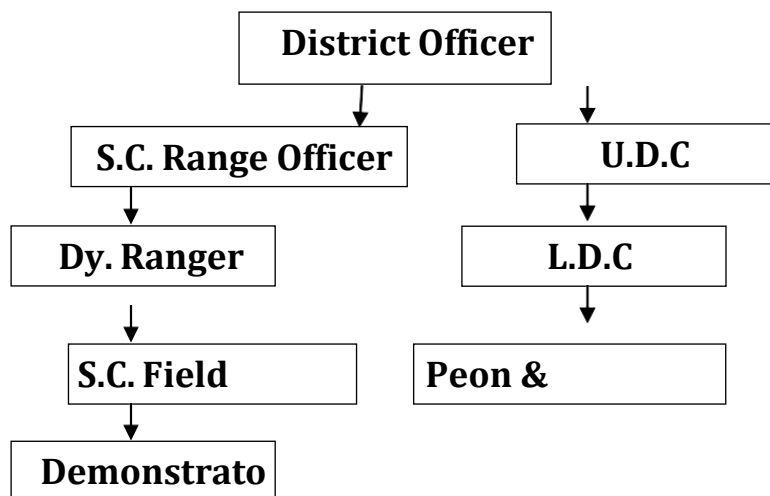 District Officer
S.C. Range Officer
U.D.C
Dy. Ranger
L.D.C
S.C. Field
Peon &
Demonstrato